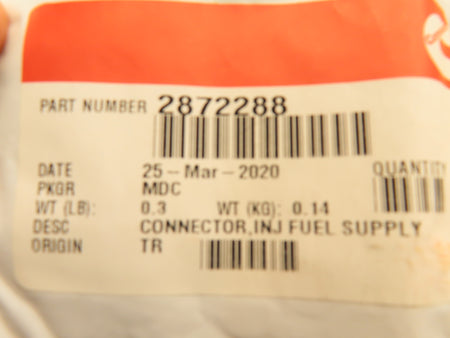 PART NUMBER 2872288
DATE 25-Mar-2020 QUANTITY
PKGR MDC
WT (LB): 0.3 WT (KG): 0.14
DESC CONNECTOR,INJ FUEL SUPPLY
ORIGIN TR